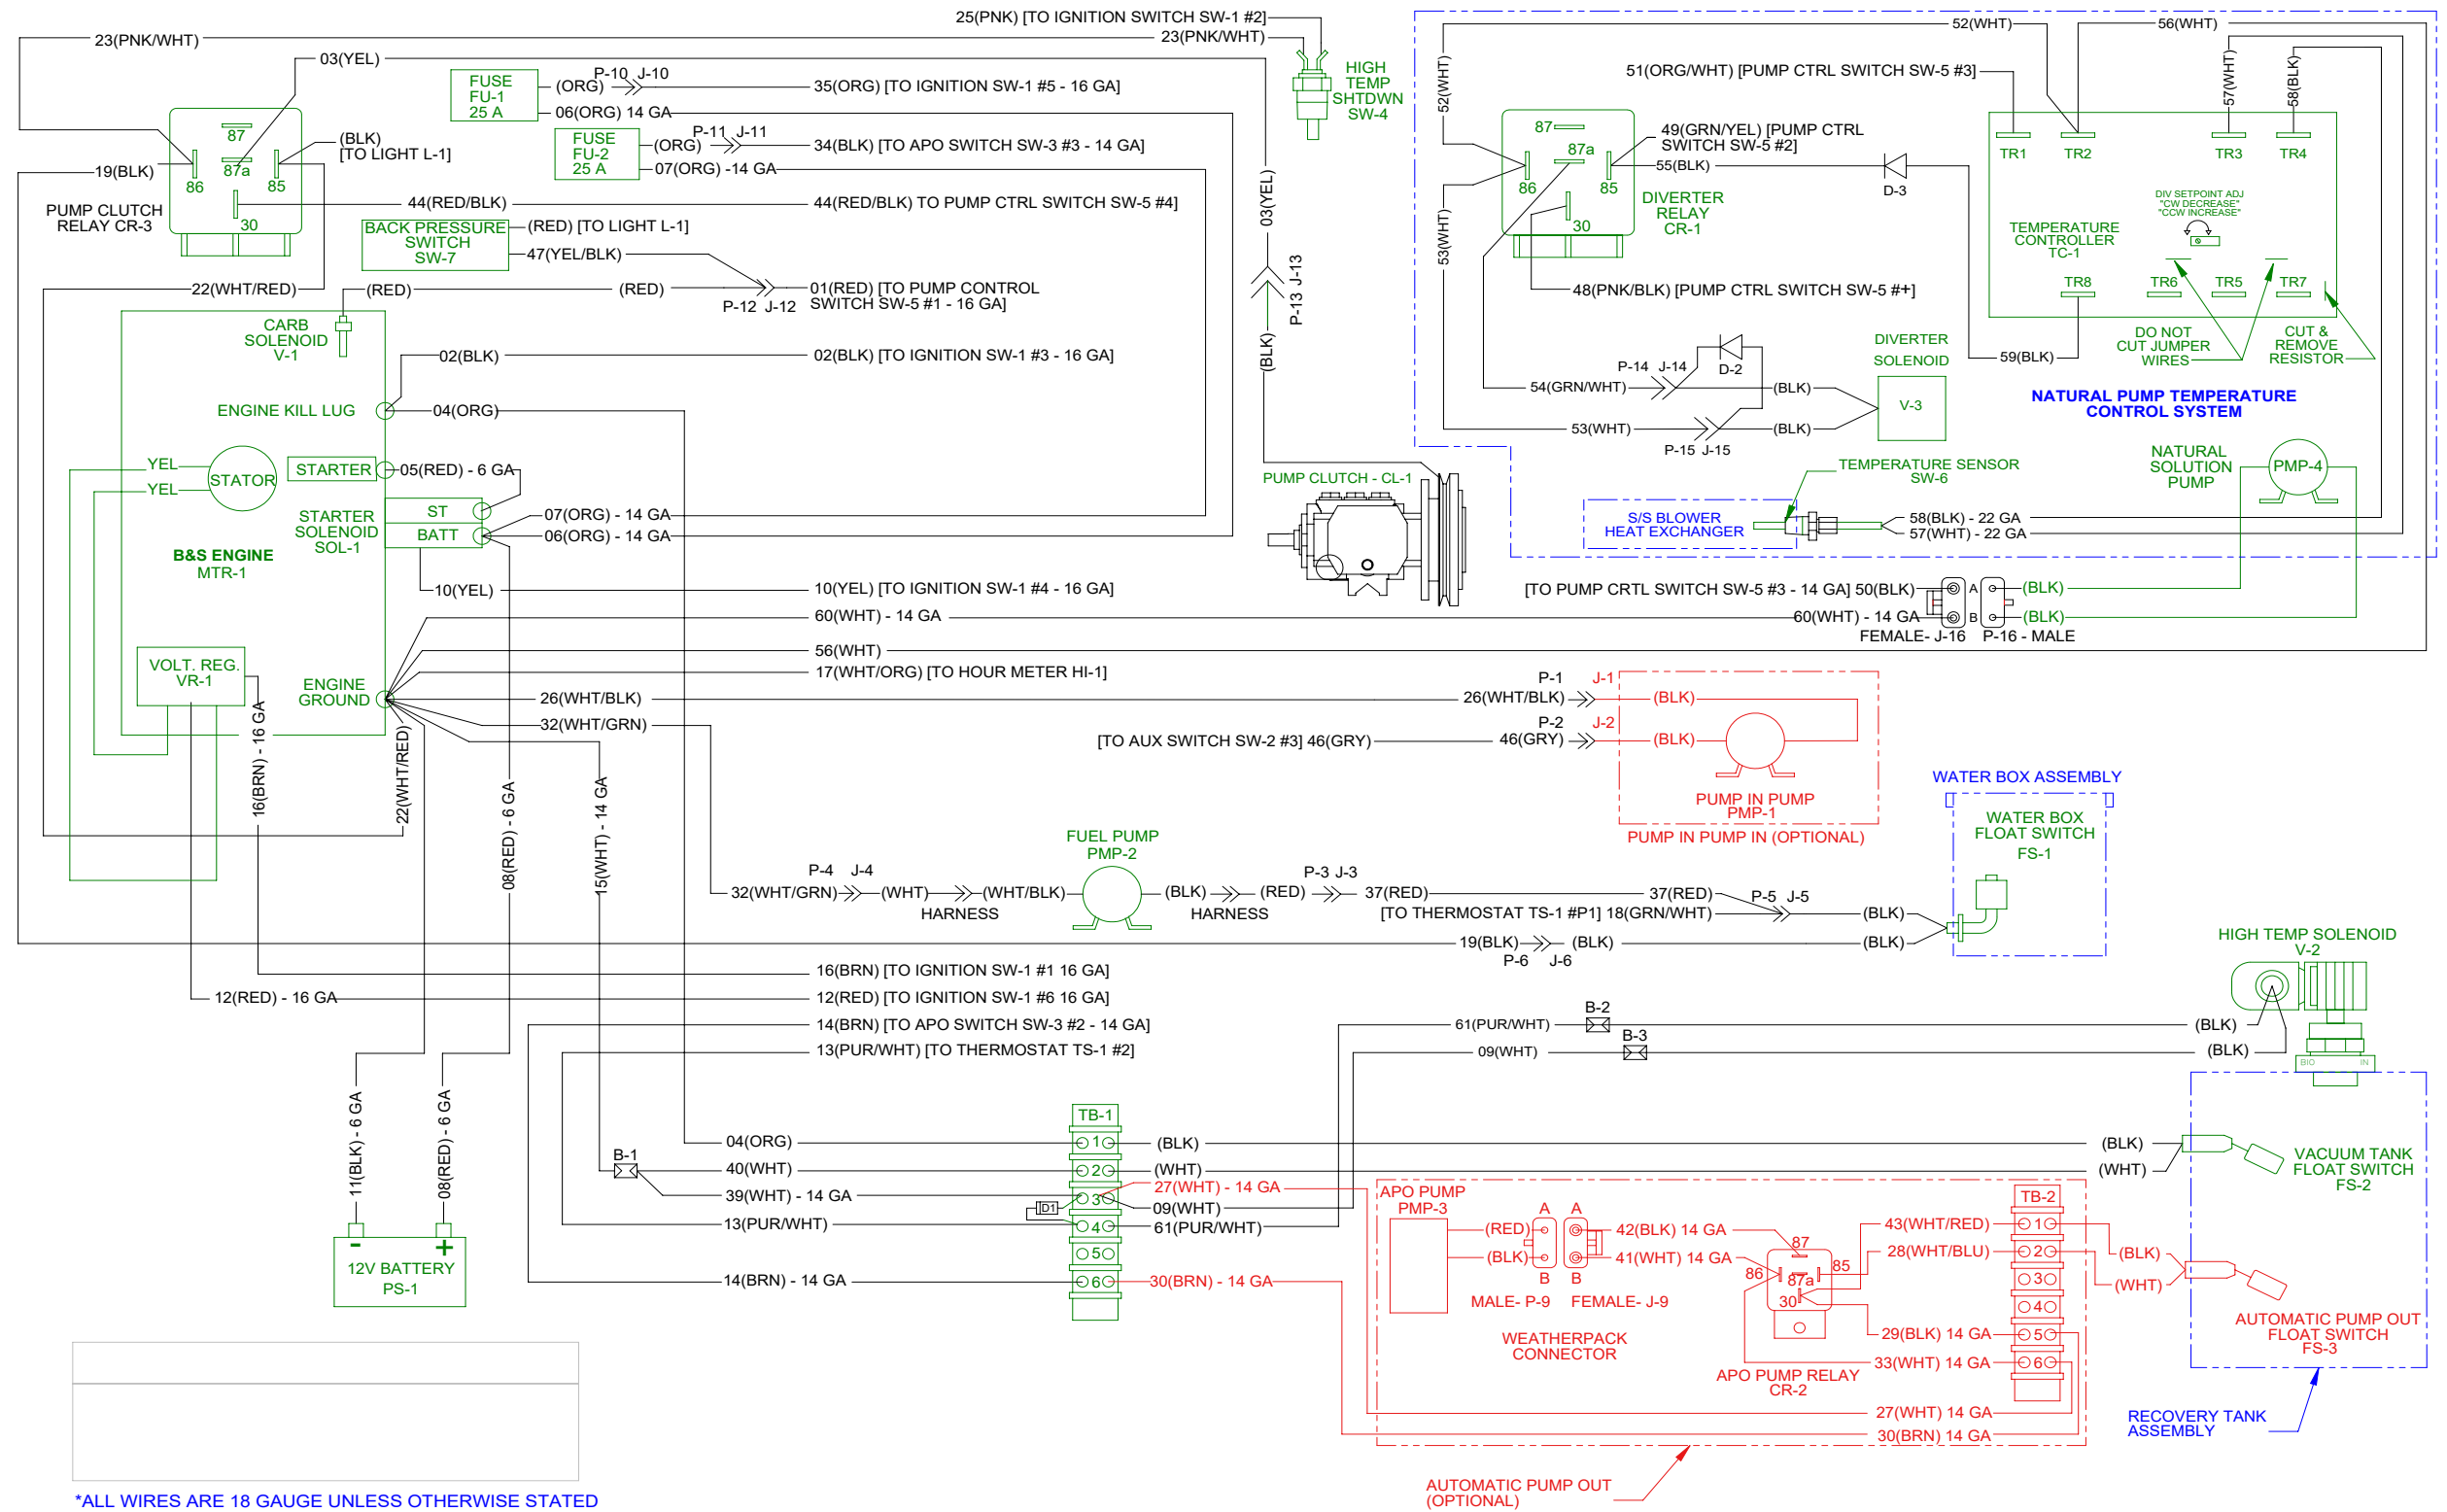 25(PNK) [TO IGNITION SWITCH SW-1 #2]
23(PNK/WHT)
23(PNK/WHT)
03(YEL)
FUSE
FU-1
25 A
(ORG)
P-10 J-10
35(ORG) [TO IGNITION SW-1 #5 - 16 GA]
06(ORG) 14 GA
FUSE
FU-2
25 A
(ORG)
P-11 J-11
34(BLK) [TO APO SWITCH SW-3 #3 - 14 GA]
07(ORG) -14 GA
HIGH
TEMP
SHTDWN
SW-4
87
87a
86
85
30
(BLK)
[TO LIGHT L-1]
19(BLK)
PUMP CLUTCH
RELAY CR-3
44(RED/BLK)
44(RED/BLK) TO PUMP CTRL SWITCH SW-5 #4]
BACK PRESSURE
SWITCH
SW-7
(RED) [TO LIGHT L-1]
47(YEL/BLK)
22(WHT/RED)
(RED)
(RED)
P-12 J-12
01(RED) [TO PUMP CONTROL
SWITCH SW-5 #1 - 16 GA]
03(YEL)
P-13 J-13
(BLK)
CARB
SOLENOID
V-1
02(BLK)
02(BLK) [TO IGNITION SW-1 #3 - 16 GA]
ENGINE KILL LUG
04(ORG)
YEL
YEL
STATOR
STARTER
05(RED) - 6 GA
ST
BATT
STARTER
SOLENOID
SOL-1
07(ORG) - 14 GA
06(ORG) - 14 GA
B&S ENGINE
MTR-1
10(YEL)
10(YEL) [TO IGNITION SW-1 #4 - 16 GA]
60(WHT) - 14 GA
56(WHT)
17(WHT/ORG) [TO HOUR METER HI-1]
VOLT. REG.
VR-1
ENGINE
GROUND
26(WHT/BLK)
32(WHT/GRN)
16(BRN) - 16 GA
22(WHT/RED)
08(RED) - 6 GA
15(WHT) - 14 GA
PUMP CLUTCH - CL-1
52(WHT)
56(WHT)
52(WHT)
51(ORG/WHT) [PUMP CTRL SWITCH SW-5 #3]
57(WHT)
58(BLK)
87
87a
86
85
30
49(GRN/YEL) [PUMP CTRL
SWITCH SW-5 #2]
55(BLK)
D-3
DIVERTER
RELAY
CR-1
53(WHT)
48(PNK/BLK) [PUMP CTRL SWITCH SW-5 #+]
TR1
TR2
TR3
TR4
DIV SETPOINT ADJ
"CW DECREASE"
"CCW INCREASE"
TEMPERATURE
CONTROLLER
TC-1
TR8
TR6
TR5
TR7
DO NOT
CUT JUMPER
WIRES
CUT &
REMOVE
RESISTOR
59(BLK)
DIVERTER
SOLENOID
V-3
P-14 J-14
D-2
54(GRN/WHT)
(BLK)
53(WHT)
(BLK)
P-15 J-15
NATURAL PUMP TEMPERATURE
CONTROL SYSTEM
TEMPERATURE SENSOR
SW-6
NATURAL
SOLUTION
PUMP
PMP-4
S/S BLOWER
HEAT EXCHANGER
58(BLK) - 22 GA
57(WHT) - 22 GA
[TO PUMP CRTL SWITCH SW-5 #3 - 14 GA] 50(BLK)
A
(BLK)
60(WHT) - 14 GA
B
(BLK)
FEMALE- J-16
P-16 - MALE
P-1
J-1
26(WHT/BLK)
(BLK)
P-2
J-2
[TO AUX SWITCH SW-2 #3] 46(GRY)
46(GRY)
(BLK)
PUMP IN PUMP
PMP-1
PUMP IN PUMP IN (OPTIONAL)
WATER BOX ASSEMBLY
WATER BOX
FLOAT SWITCH
FS-1
FUEL PUMP
PMP-2
P-4 J-4
32(WHT/GRN)
(WHT)
(WHT/BLK)
HARNESS
(BLK)
(RED)
HARNESS
P-3 J-3
37(RED)
37(RED)
P-5 J-5
[TO THERMOSTAT TS-1 #P1] 18(GRN/WHT)
(BLK)
19(BLK)
(BLK)
(BLK)
P-6 J-6
HIGH TEMP SOLENOID
V-2
BIO
IN
16(BRN) [TO IGNITION SW-1 #1 16 GA]
12(RED) - 16 GA
12(RED) [TO IGNITION SW-1 #6 16 GA]
14(BRN) [TO APO SWITCH SW-3 #2 - 14 GA]
13(PUR/WHT) [TO THERMOSTAT TS-1 #2]
61(PUR/WHT)
B-2
(BLK)
09(WHT)
B-3
(BLK)
11(BLK) - 6 GA
08(RED) - 6 GA
- +
12V BATTERY
PS-1
TB-1
04(ORG)
1
(BLK)
(BLK)
B-1
40(WHT)
2
(WHT)
(WHT)
27(WHT) - 14 GA
39(WHT) - 14 GA
3
09(WHT)
D1
13(PUR/WHT)
4
61(PUR/WHT)
5
14(BRN) - 14 GA
6
30(BRN) - 14 GA
VACUUM TANK
FLOAT SWITCH
FS-2
APO PUMP
PMP-3
A
A
(RED)
(BLK)
B
B
MALE- P-9
FEMALE- J-9
42(BLK) 14 GA
41(WHT) 14 GA
WEATHERPACK
CONNECTOR
87
86
87a
85
30
APO PUMP RELAY
CR-2
TB-2
43(WHT/RED)
1
28(WHT/BLU)
2
3
4
29(BLK) 14 GA
5
33(WHT) 14 GA
6
27(WHT) 14 GA
30(BRN) 14 GA
(BLK)
(WHT)
AUTOMATIC PUMP OUT
FLOAT SWITCH
FS-3
RECOVERY TANK
ASSEMBLY
AUTOMATIC PUMP OUT
(OPTIONAL)
*ALL WIRES ARE 18 GAUGE UNLESS OTHERWISE STATED